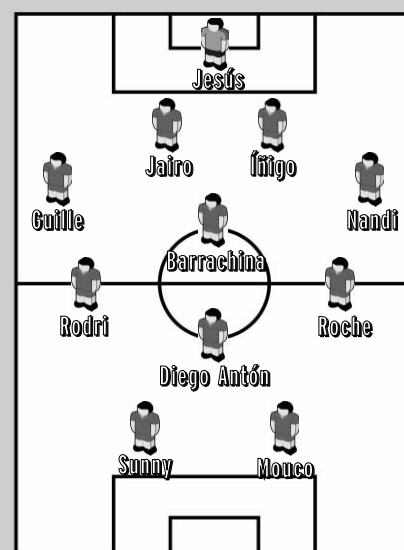 Jesús
Jairo
Íñigo
Guille
Nandi
Barrachina
Rodri
Roche
Diego Antón
Sunny
Mouco